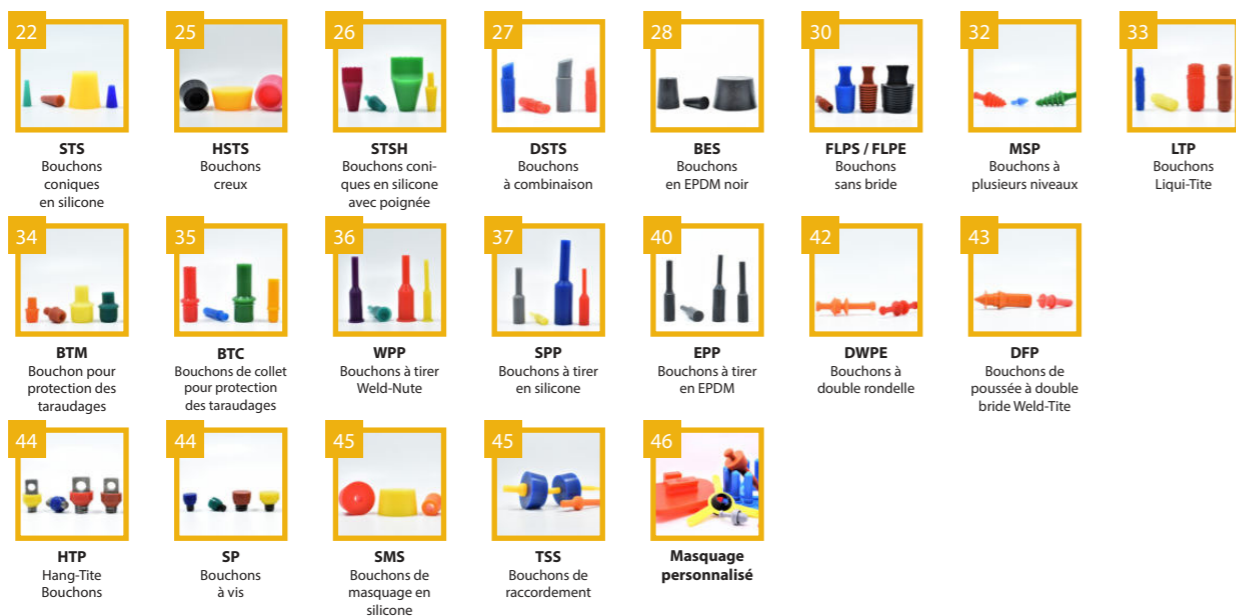 22
STS
Bouchons
coniques
en silicone
25
HSTS
Bouchons
creux
26
STSH
Bouchons coni-
ques en silicone
avec poignée
27
DSTS
Bouchons
à combinaison
28
BES
Bouchons
en EPDM noir
30
FLPS / FLPE
Bouchons
sans bride
32
MSP
Bouchons à
plusieurs niveaux
33
LTP
Bouchons
Liqui-Tite
34
BTM
Bouchon pour
protection des
taraudages
35
BTC
Bouchons de collet
pour protection
des taraudages
36
WPP
Bouchons à tirer
Weld-Nute
37
SPP
Bouchons à tirer
en silicone
40
EPP
Bouchons à tirer
en EPDM
42
DWPE
Bouchons à
double rondelle
43
DFP
Bouchons de
poussée à double
bride Weld-Tite
44
HTP
Hang-Tite
Bouchons
44
SP
Bouchons
à vis
45
SMS
Bouchons de
masquage en
silicone
45
TSS
Bouchons de
raccordement
46
Masquage
personnalisé